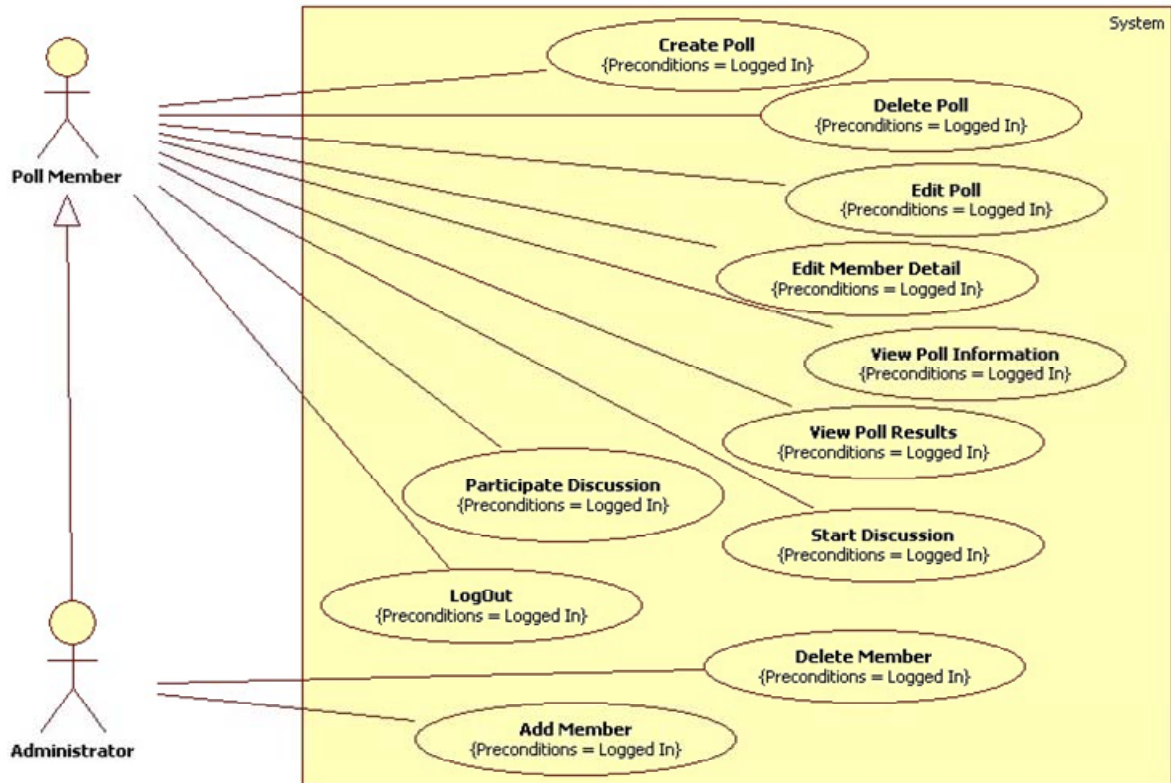 System
Create Poll
{Preconditions = Logged In}
Delete Poll
{Preconditions = Logged In}
Poll Member
Edit Poll
{Preconditions = Logged In}
Edit Member Detail
{Preconditions = Logged In}
View Poll Information
{Preconditions = Logged In}
View Poll Results
{Preconditions = Logged In}
Participate Discussion
{Preconditions = Logged In}
Start Discussion
{Preconditions = Logged In}
LogOut
{Preconditions = Logged In}
Delete Member
{Preconditions = Logged In}
Add Member
{Preconditions = Logged In}
Administrator